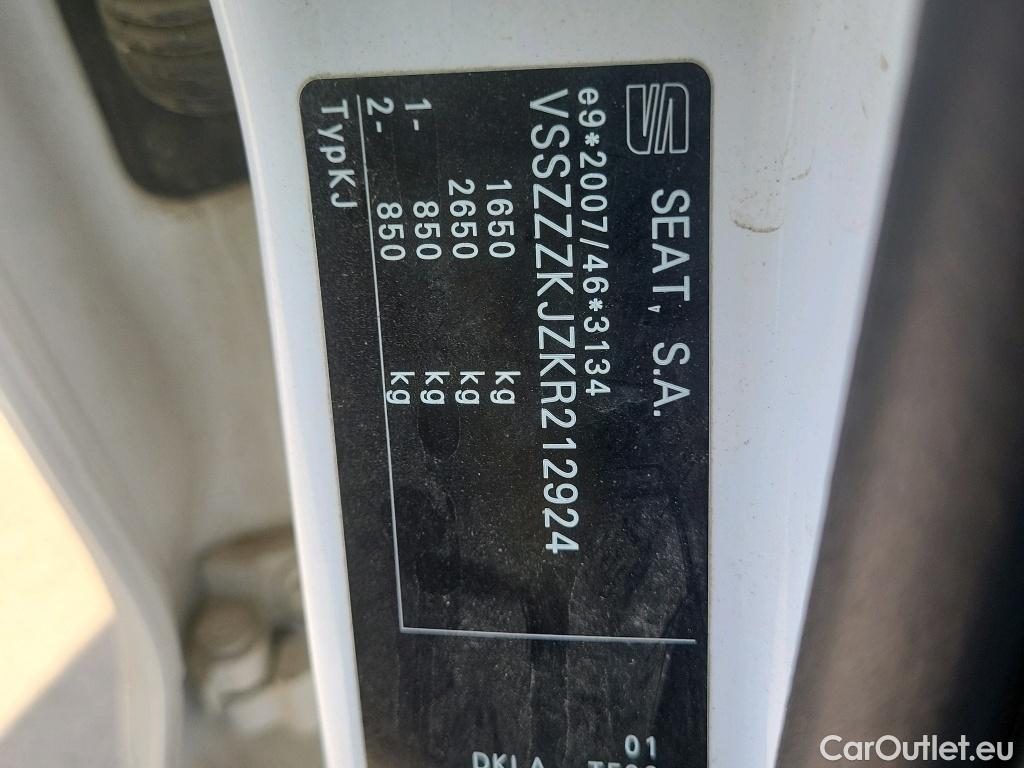 SEAT, S.A.
e9*2007/46*3134
VSSZZZKJZKR212924
1650 kg
2650 kg
1- 850 kg
2- 850 kg
TypKJ
01
DKLA
CarOutlet.eu